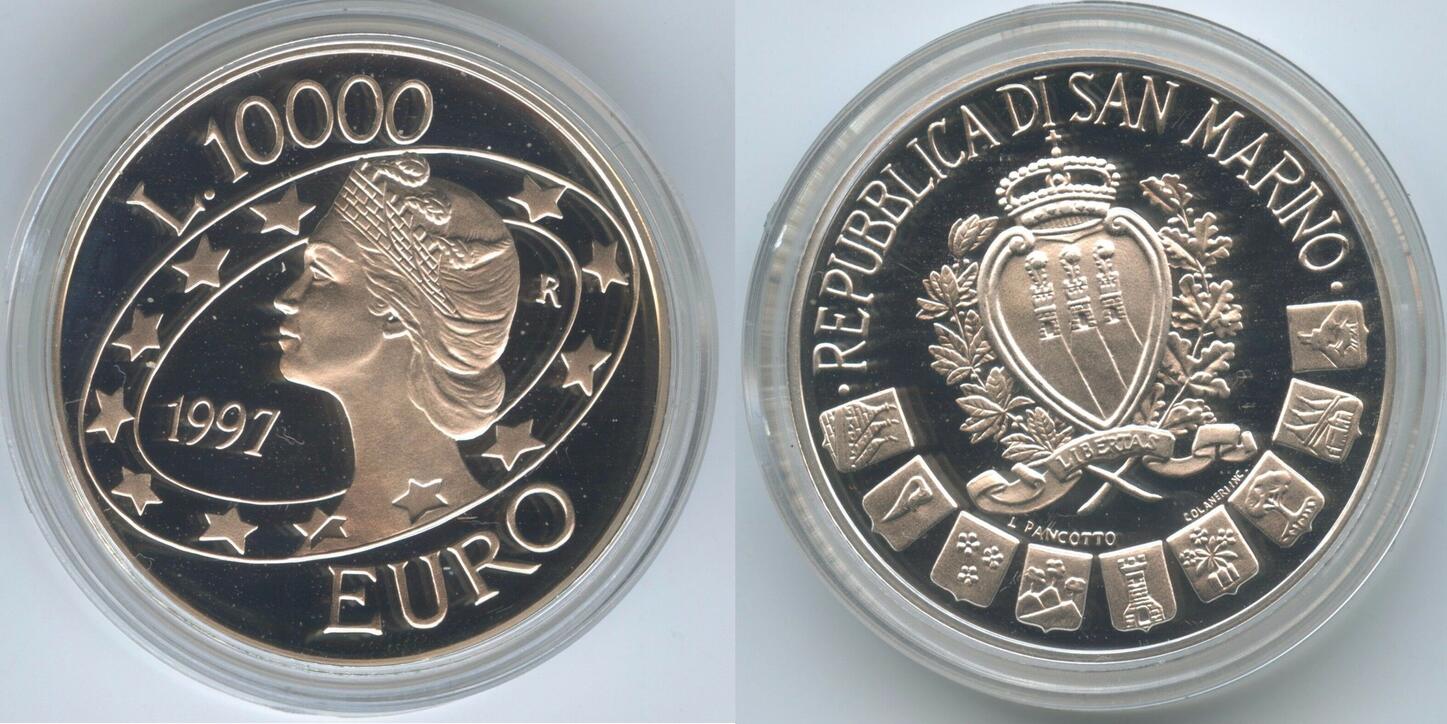 L. 10000
R
1997
EURO
· REPUBBLICA DI SAN MARINO ·
LIBERTAS
L PANCOTTO
COLANERI INC.